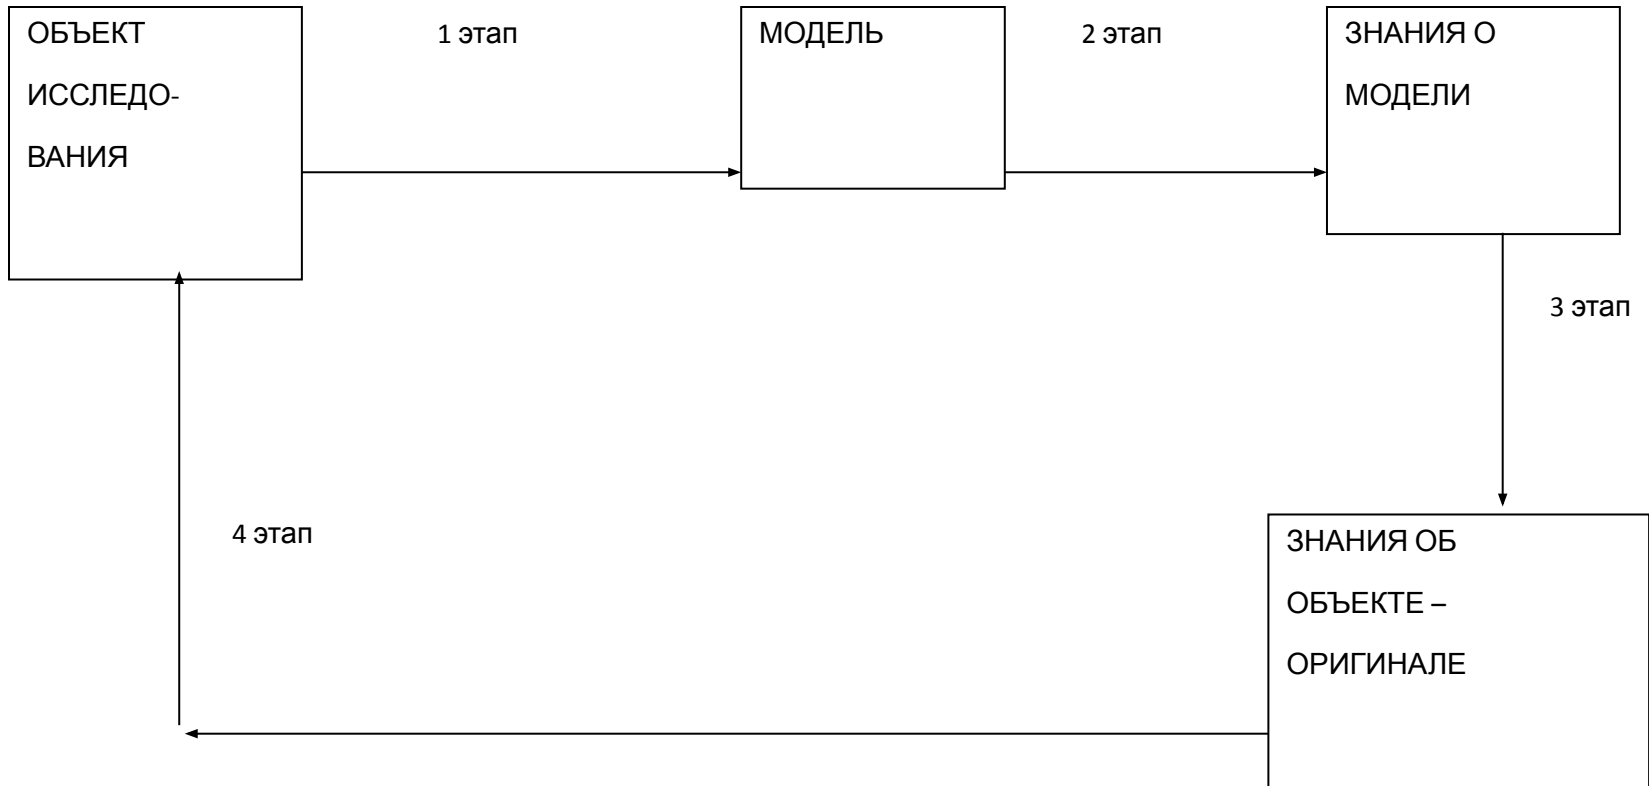 ОБЪЕКТ
ИССЛЕДО-
ВАНИЯ
1 этап
МОДЕЛЬ
2 этап
ЗНАНИЯ О
МОДЕЛИ
3 этап
4 этап
ЗНАНИЯ ОБ
ОБЪЕКТЕ –
ОРИГИНАЛЕ